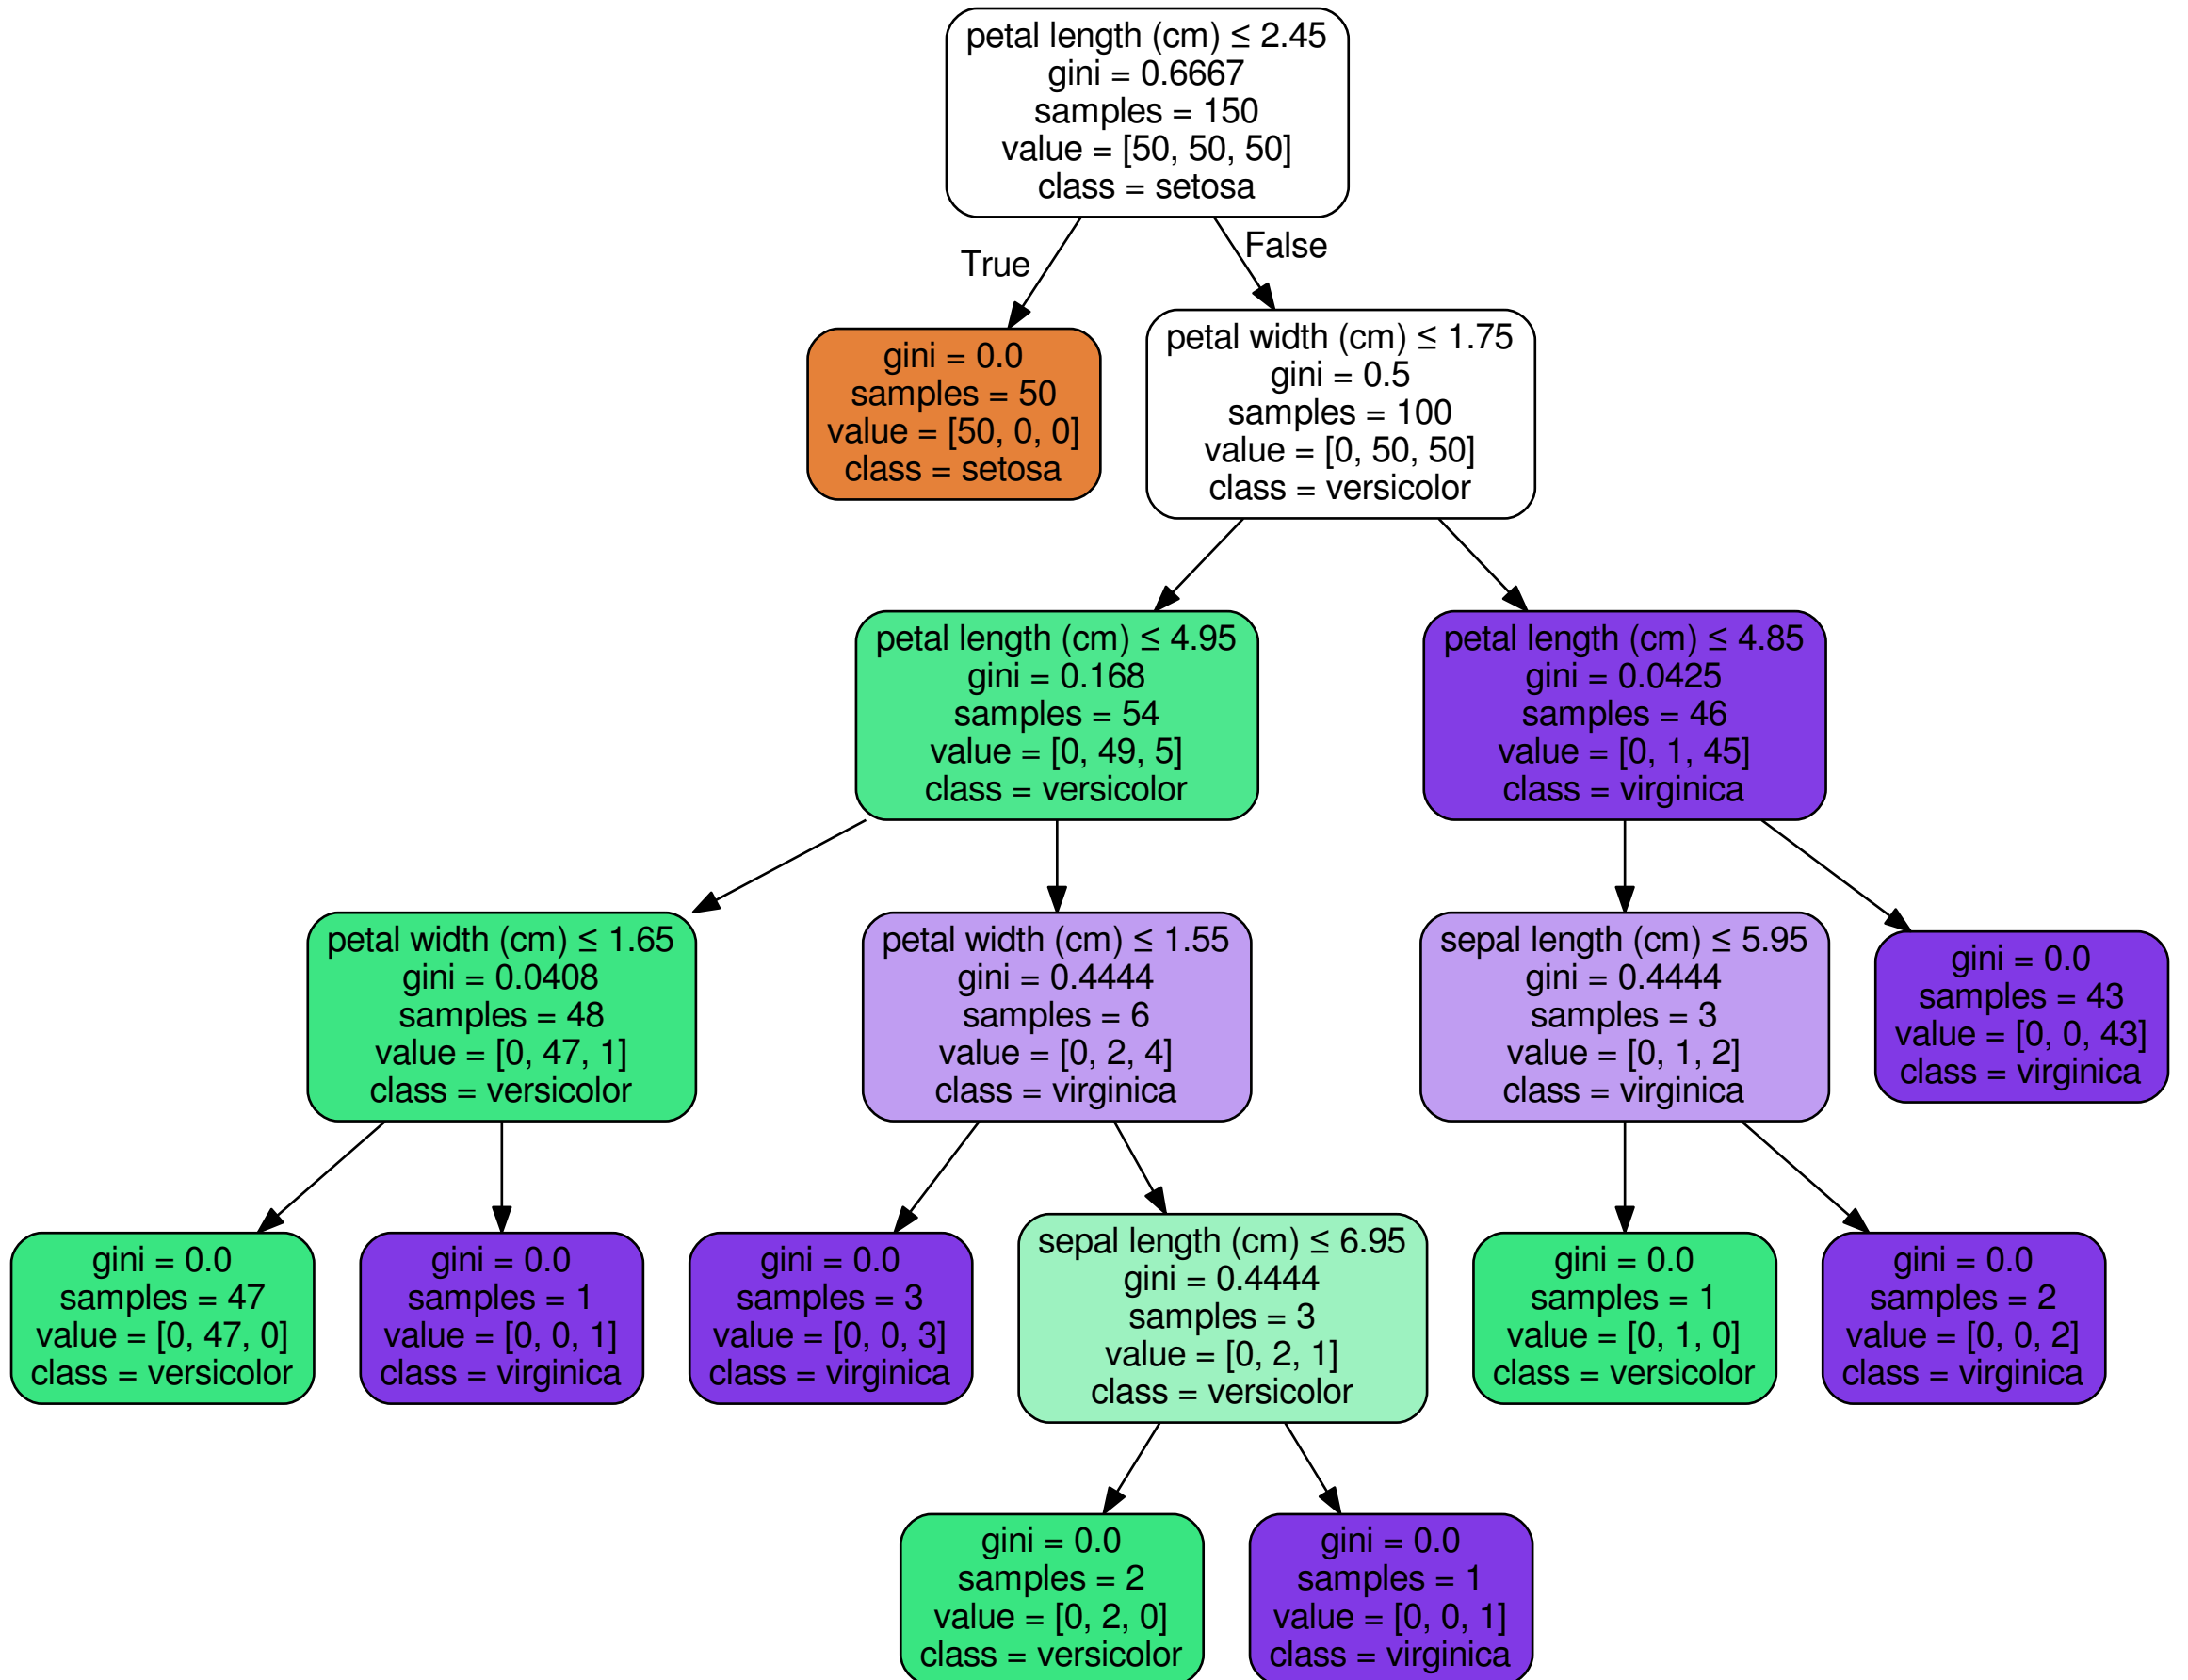 petal length (cm) ≤ 2.45
gini = 0.6667
samples = 150
value = [50, 50, 50]
class = setosa
True
False
gini = 0.0
samples = 50
value = [50, 0, 0]
class = setosa
petal width (cm) ≤ 1.75
gini = 0.5
samples = 100
value = [0, 50, 50]
class = versicolor
petal length (cm) ≤ 4.95
gini = 0.168
samples = 54
value = [0, 49, 5]
class = versicolor
petal length (cm) ≤ 4.85
gini = 0.0425
samples = 46
value = [0, 1, 45]
class = virginica
petal width (cm) ≤ 1.65
gini = 0.0408
samples = 48
value = [0, 47, 1]
class = versicolor
petal width (cm) ≤ 1.55
gini = 0.4444
samples = 6
value = [0, 2, 4]
class = virginica
sepal length (cm) ≤ 5.95
gini = 0.4444
samples = 3
value = [0, 1, 2]
class = virginica
gini = 0.0
samples = 43
value = [0, 0, 43]
class = virginica
gini = 0.0
samples = 47
value = [0, 47, 0]
class = versicolor
gini = 0.0
samples = 1
value = [0, 0, 1]
class = virginica
gini = 0.0
samples = 3
value = [0, 0, 3]
class = virginica
sepal length (cm) ≤ 6.95
gini = 0.4444
samples = 3
value = [0, 2, 1]
class = versicolor
gini = 0.0
samples = 1
value = [0, 1, 0]
class = versicolor
gini = 0.0
samples = 2
value = [0, 0, 2]
class = virginica
gini = 0.0
samples = 2
value = [0, 2, 0]
class = versicolor
gini = 0.0
samples = 1
value = [0, 0, 1]
class = virginica